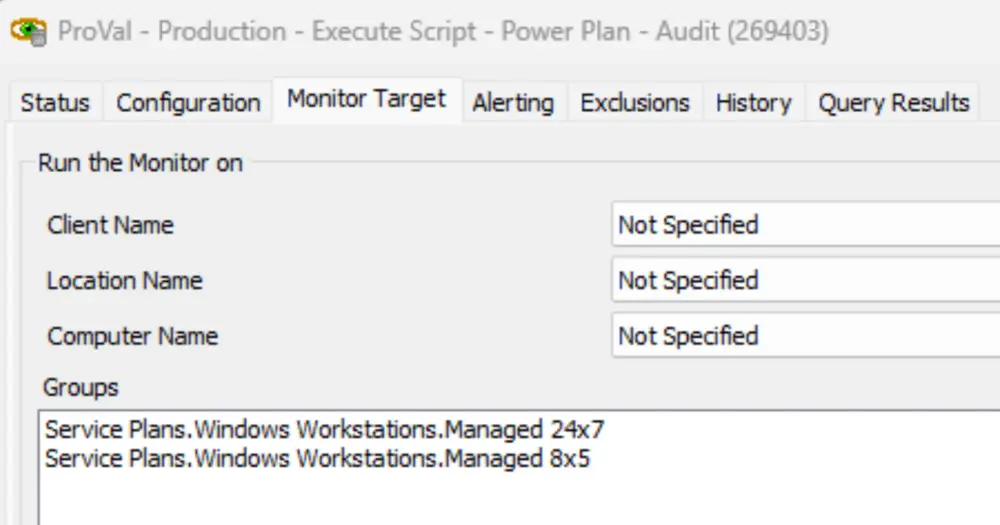 ProVal - Production - Execute Script - Power Plan - Audit (269403)
Status Configuration Monitor Target Alerting Exclusions History Query Results
Run the Monitor on
Client Name Not Specified
Location Name Not Specified
Computer Name Not Specified
Groups
Service Plans.Windows Workstations.Managed 24x7
Service Plans.Windows Workstations.Managed 8x5